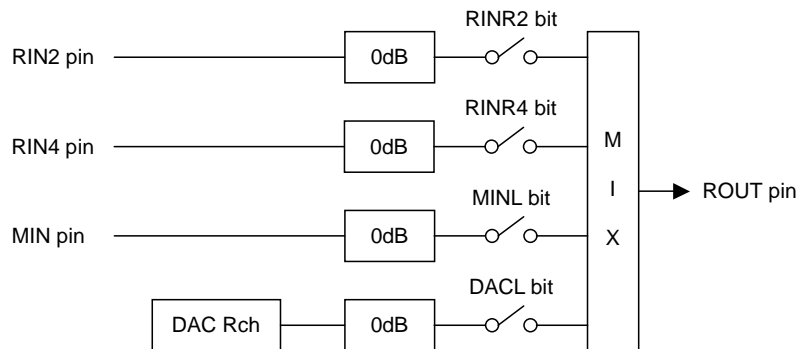 RINR2 bit
RIN2 pin
0dB
RINR4 bit
RIN4 pin
0dB
M
I
X
ROUT pin
MINL bit
MIN pin
0dB
DACL bit
DAC Rch
0dB